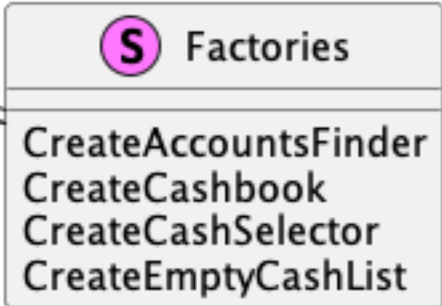 S Factories
CreateAccountsFinder
CreateCashbook
CreateCashSelector
CreateEmptyCashList